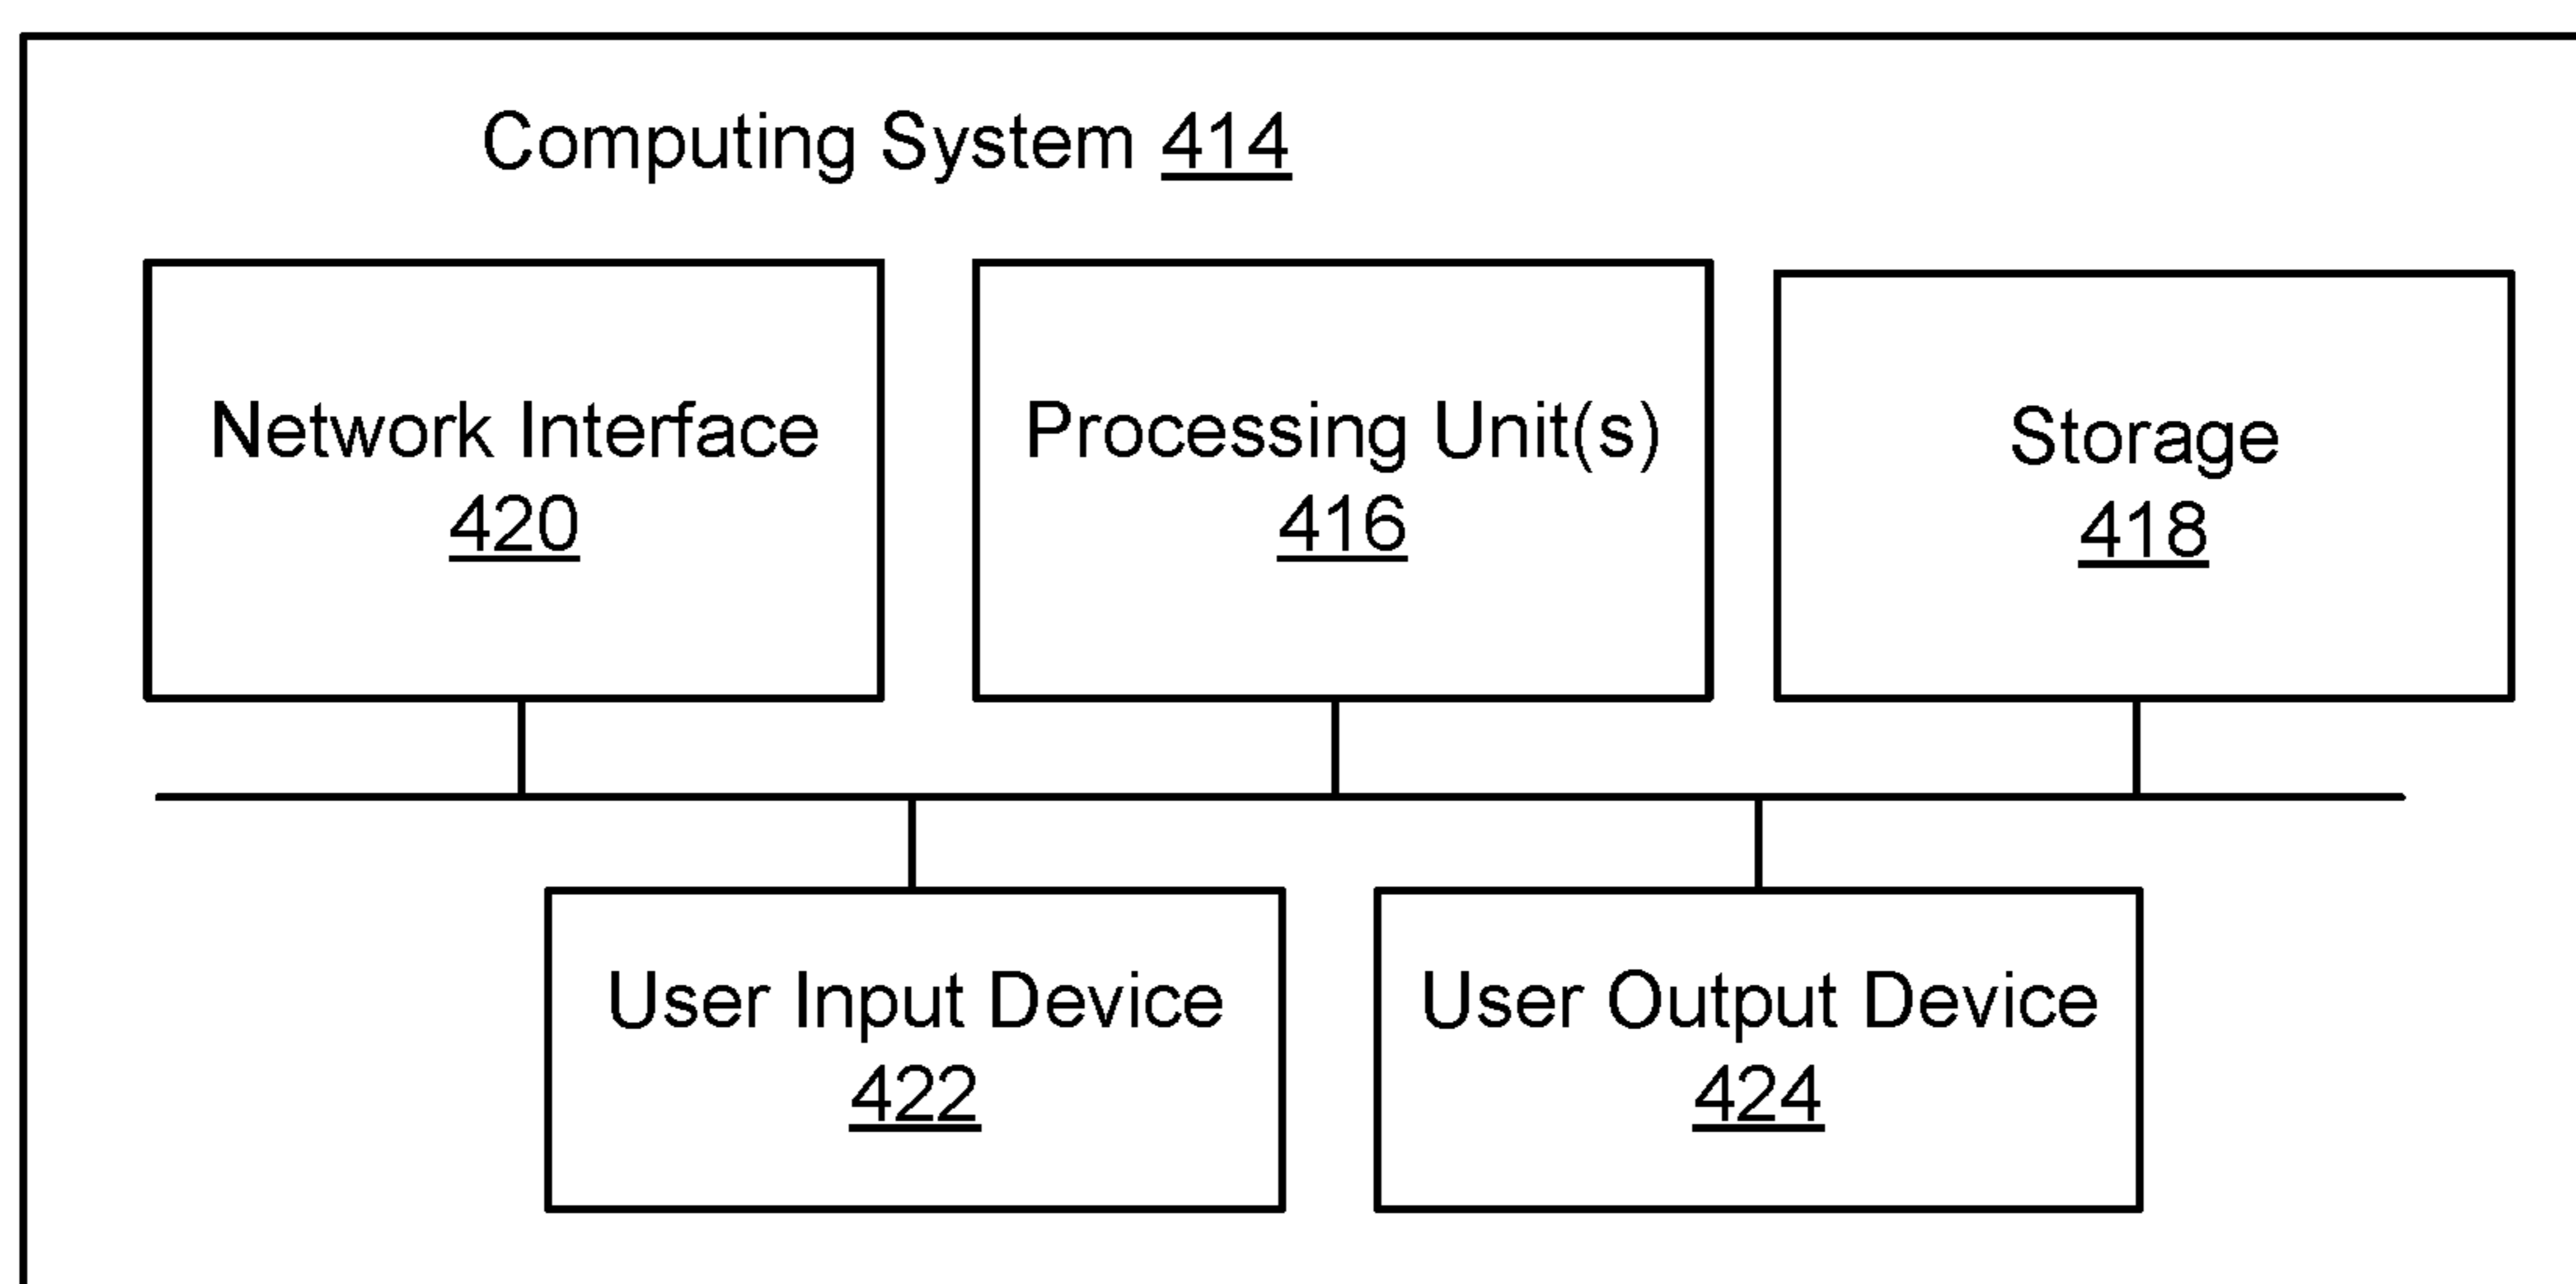 Computing System 414
Network Interface
420
Processing Unit(s)
416
Storage
418
User Input Device
422
User Output Device
424